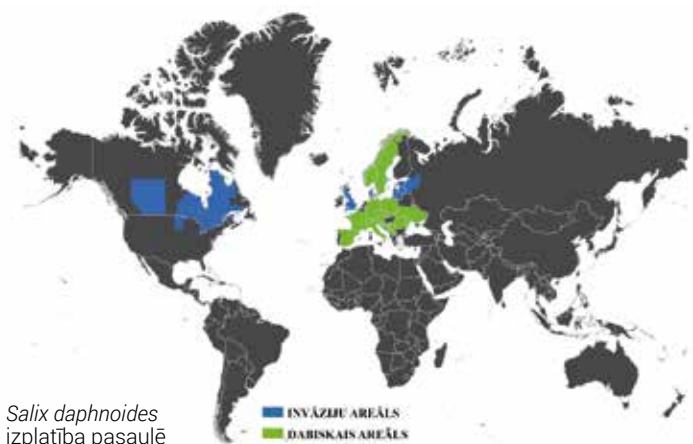 Salix daphnoides
izplatība pasaulē
INVĀZIJU AREĀLS
DABISKAIS AREĀLS